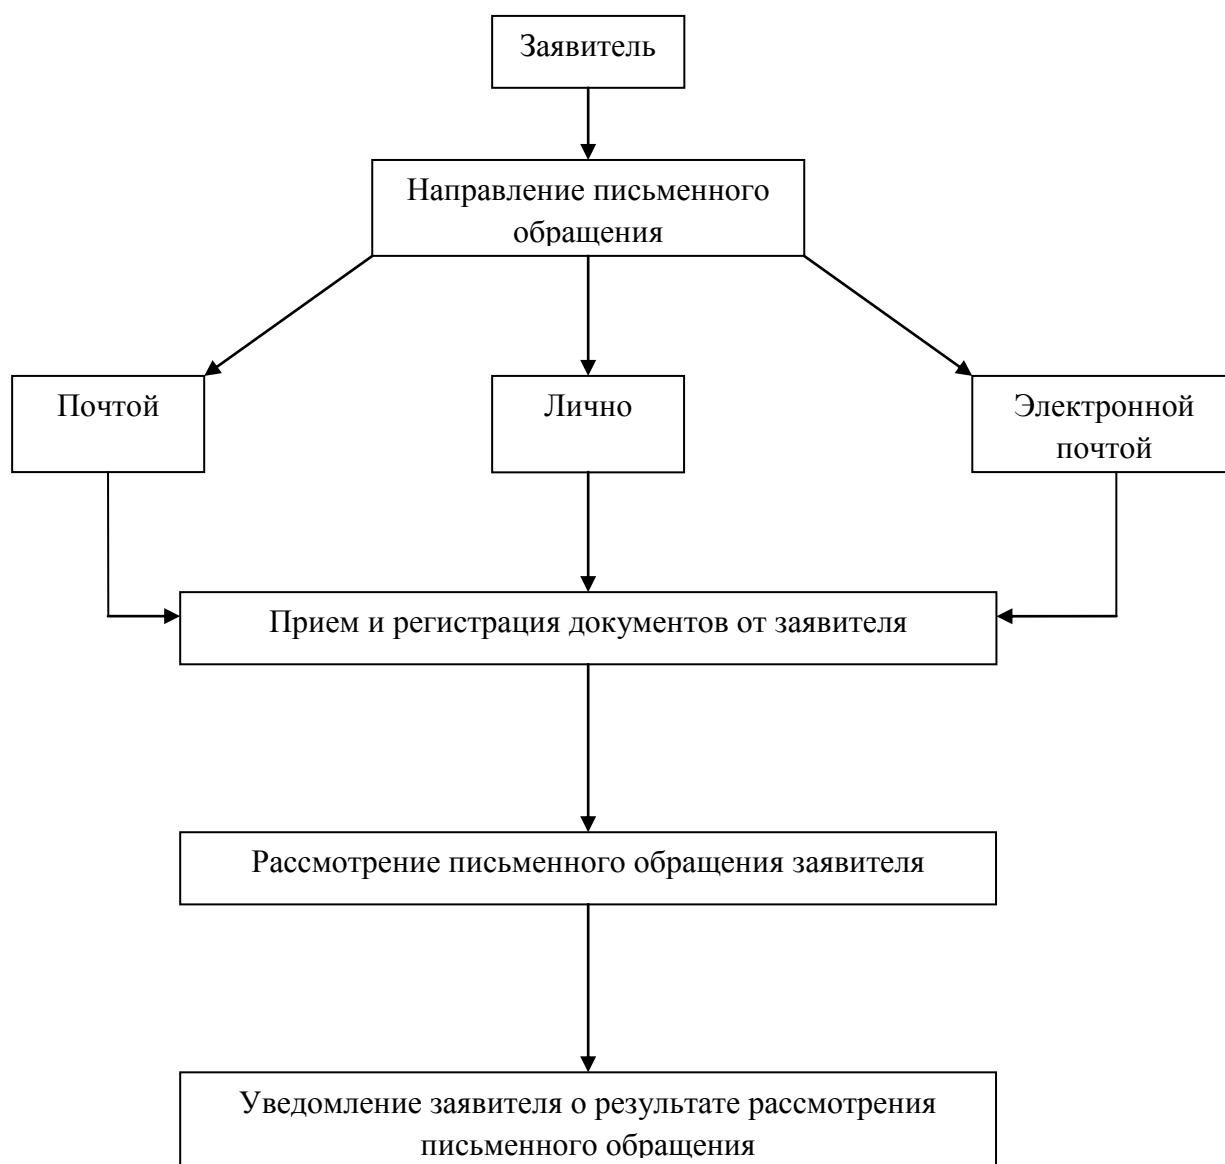 Заявитель
Направление письменного
обращения
Почтой
Лично
Электронной
почтой
Прием и регистрация документов от заявителя
Рассмотрение письменного обращения заявителя
Уведомление заявителя о результате рассмотрения
письменного обращения